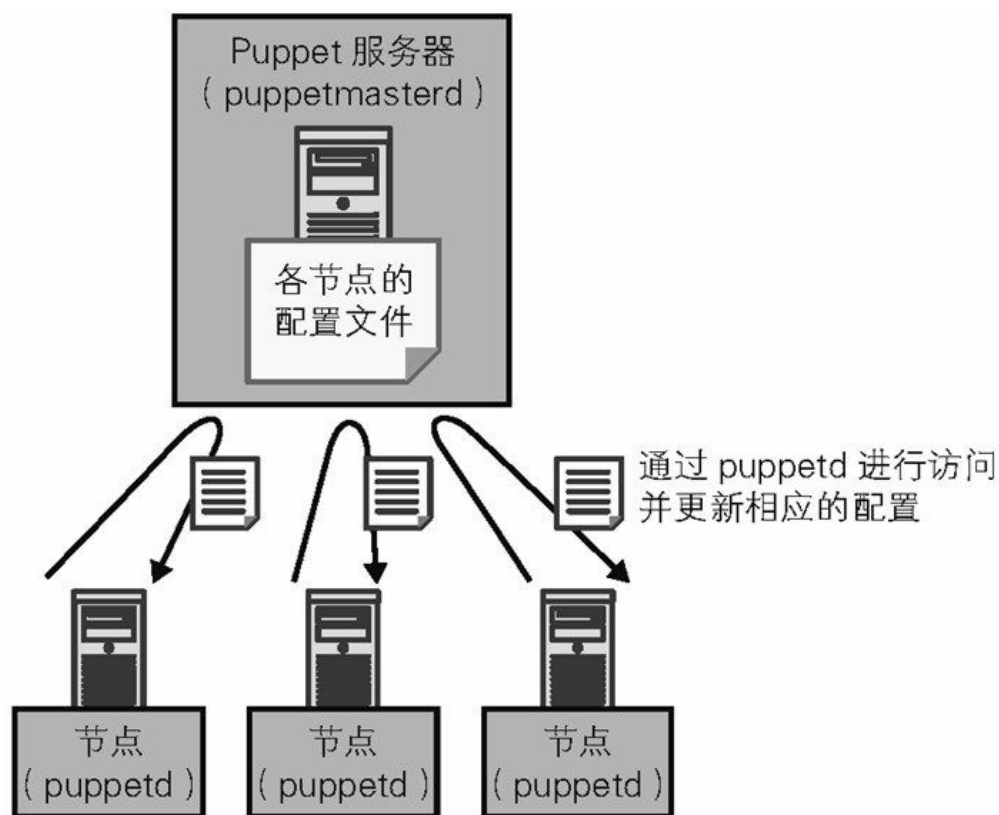 Puppet 服务器
( puppetmasterd )
各节点的
配置文件
通过 puppetd 进行访问
并更新相应的配置
节点
( puppetd )
节点
( puppetd )
节点
( puppetd )